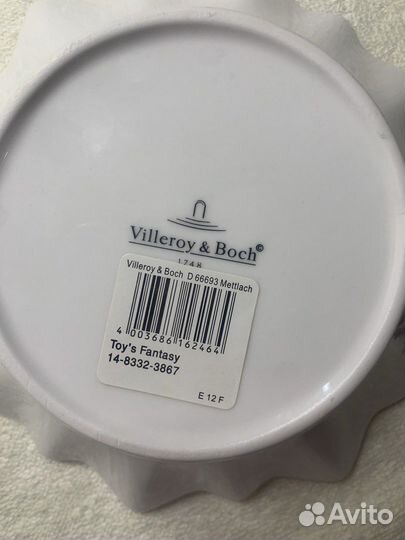 Villeroy & Boch©
1748
Villeroy & Boch D 66693 Mettlach
4 003686 162464
Toy's Fantasy
14-8332-3867
E 12 F
Avito